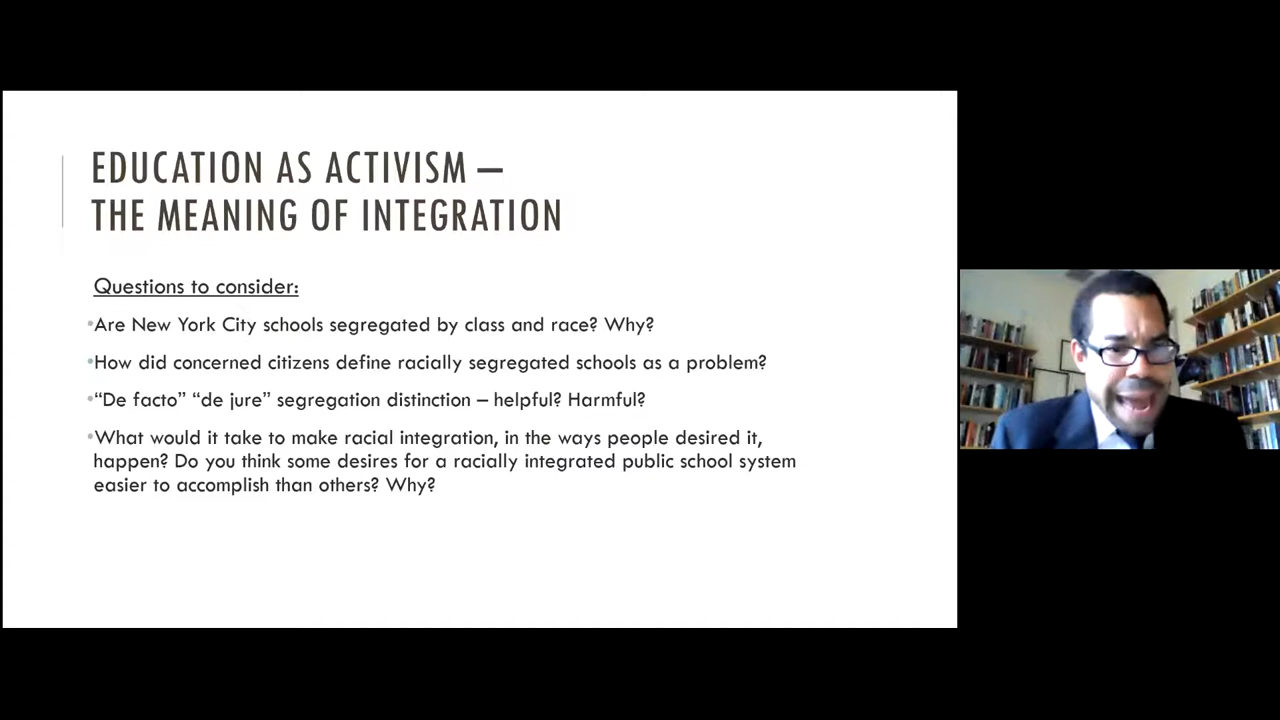 EDUCATION AS ACTIVISM –
THE MEANING OF INTEGRATION
Questions to consider:
•Are New York City schools segregated by class and race? Why?
•How did concerned citizens define racially segregated schools as a problem?
•“De facto” “de jure” segregation distinction – helpful? Harmful?
•What would it take to make racial integration, in the ways people desired it,
happen? Do you think some desires for a racially integrated public school system
easier to accomplish than others? Why?